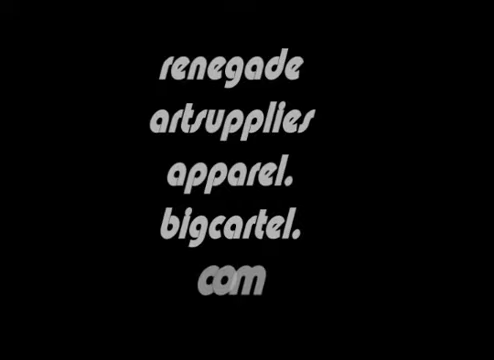 renegade
artsupplies
apparel.
bigcartel.
com